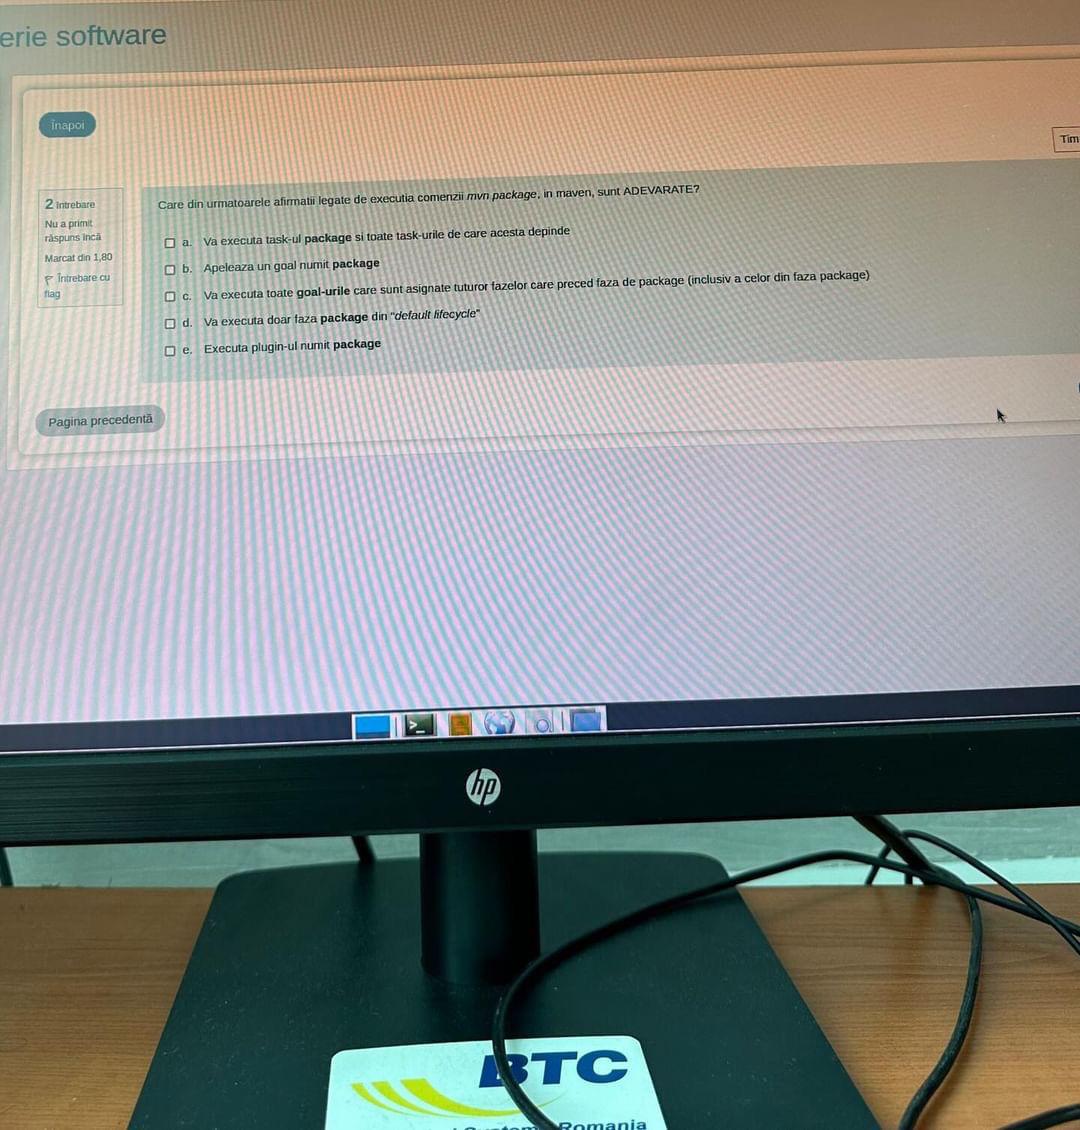 erie software
Înapoi
Tim
2 Întrebare
Nu a primit
răspuns încă
Marcat din 1,80
Întrebare cu
flag
Care din urmatoarele afirmatii legate de executia comenzii mvn package, in maven, sunt ADEVARATE?
a. Va executa task-ul package si toate task-urile de care acesta depinde
b. Apeleaza un goal numit package
c. Va executa toate goal-urile care sunt asignate tuturor fazelor care preced faza de package (inclusiv a celor din faza package)
d. Va executa doar faza package din "default lifecycle"
e. Executa plugin-ul numit package
Pagina precedentă
hp
BTC
Romania